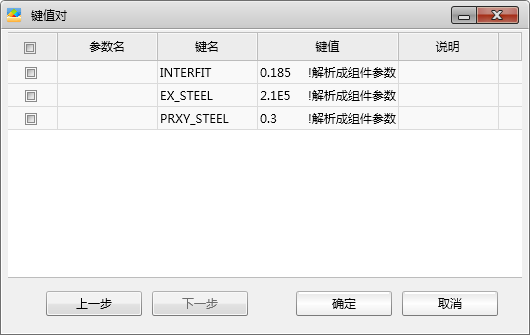 键值对
参数名 键名 键值 说明
INTERFIT 0.185 !解析成组件参数
EX_STEEL 2.1E5 !解析成组件参数
PRXY_STEEL 0.3 !解析成组件参数
上一步 下一步 确定 取消